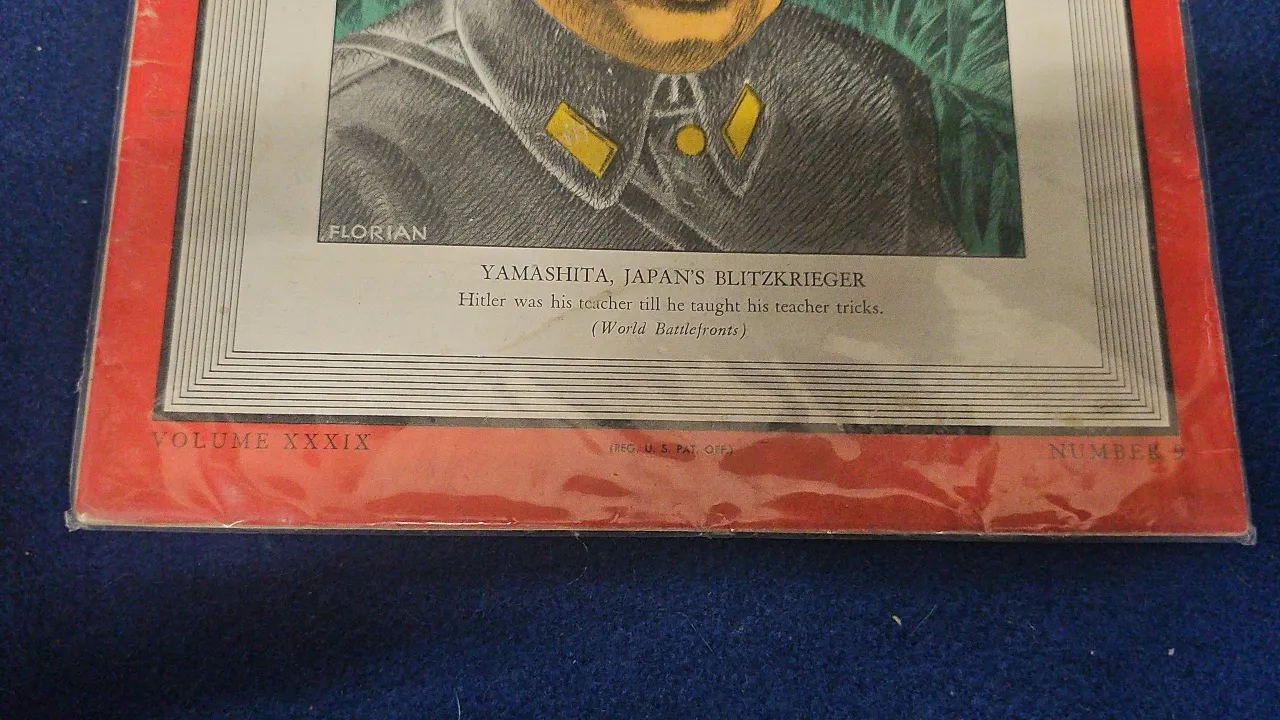 FLORIAN
YAMASHITA, JAPAN'S BLITZKRIEGER
Hitler was his teacher till he taught his teacher tricks.
(World Battlefronts)
VOLUME XXXIX (REG. U. S. PAT. OFF.) NUMBER 9